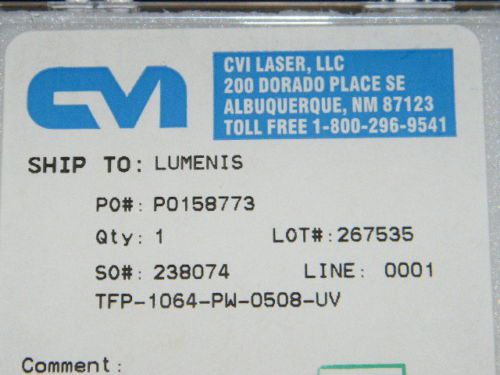 CVI
CVI LASER, LLC
200 DORADO PLACE SE
ALBUQUERQUE, NM 87123
TOLL FREE 1-800-296-9541
SHIP TO: LUMENIS
PO#: PO158773
Qty: 1 LOT#: 267535
SO#: 238074 LINE: 0001
TFP-1064-PW-0508-UV
Comment: